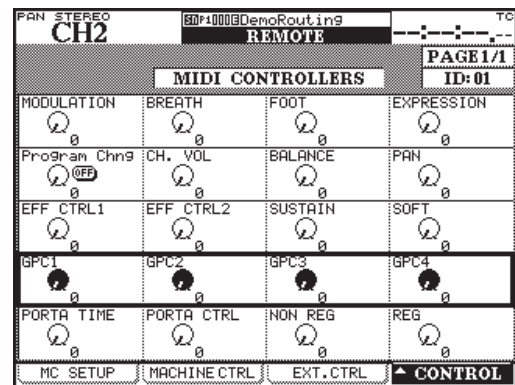 PAN STEREO DemoRouting TC
CH2 REMOTE --:--:--.--
PAGE1/1
MIDI CONTROLLERS ID:01
MODULATION BREATH FOOT EXPRESSION
0 0 0 0
Program Chng CH. VOL BALANCE PAN
OFF
0 0 0 0
EFF CTRL1 EFF CTRL2 SUSTAIN SOFT
0 0 0 0
GPC1 GPC2 GPC3 GPC4
0 0 0 0
PORTA TIME PORTA CTRL NON REG REG
0 0 0 0
MC SETUP MACHINE CTRL EXT.CTRL CONTROL